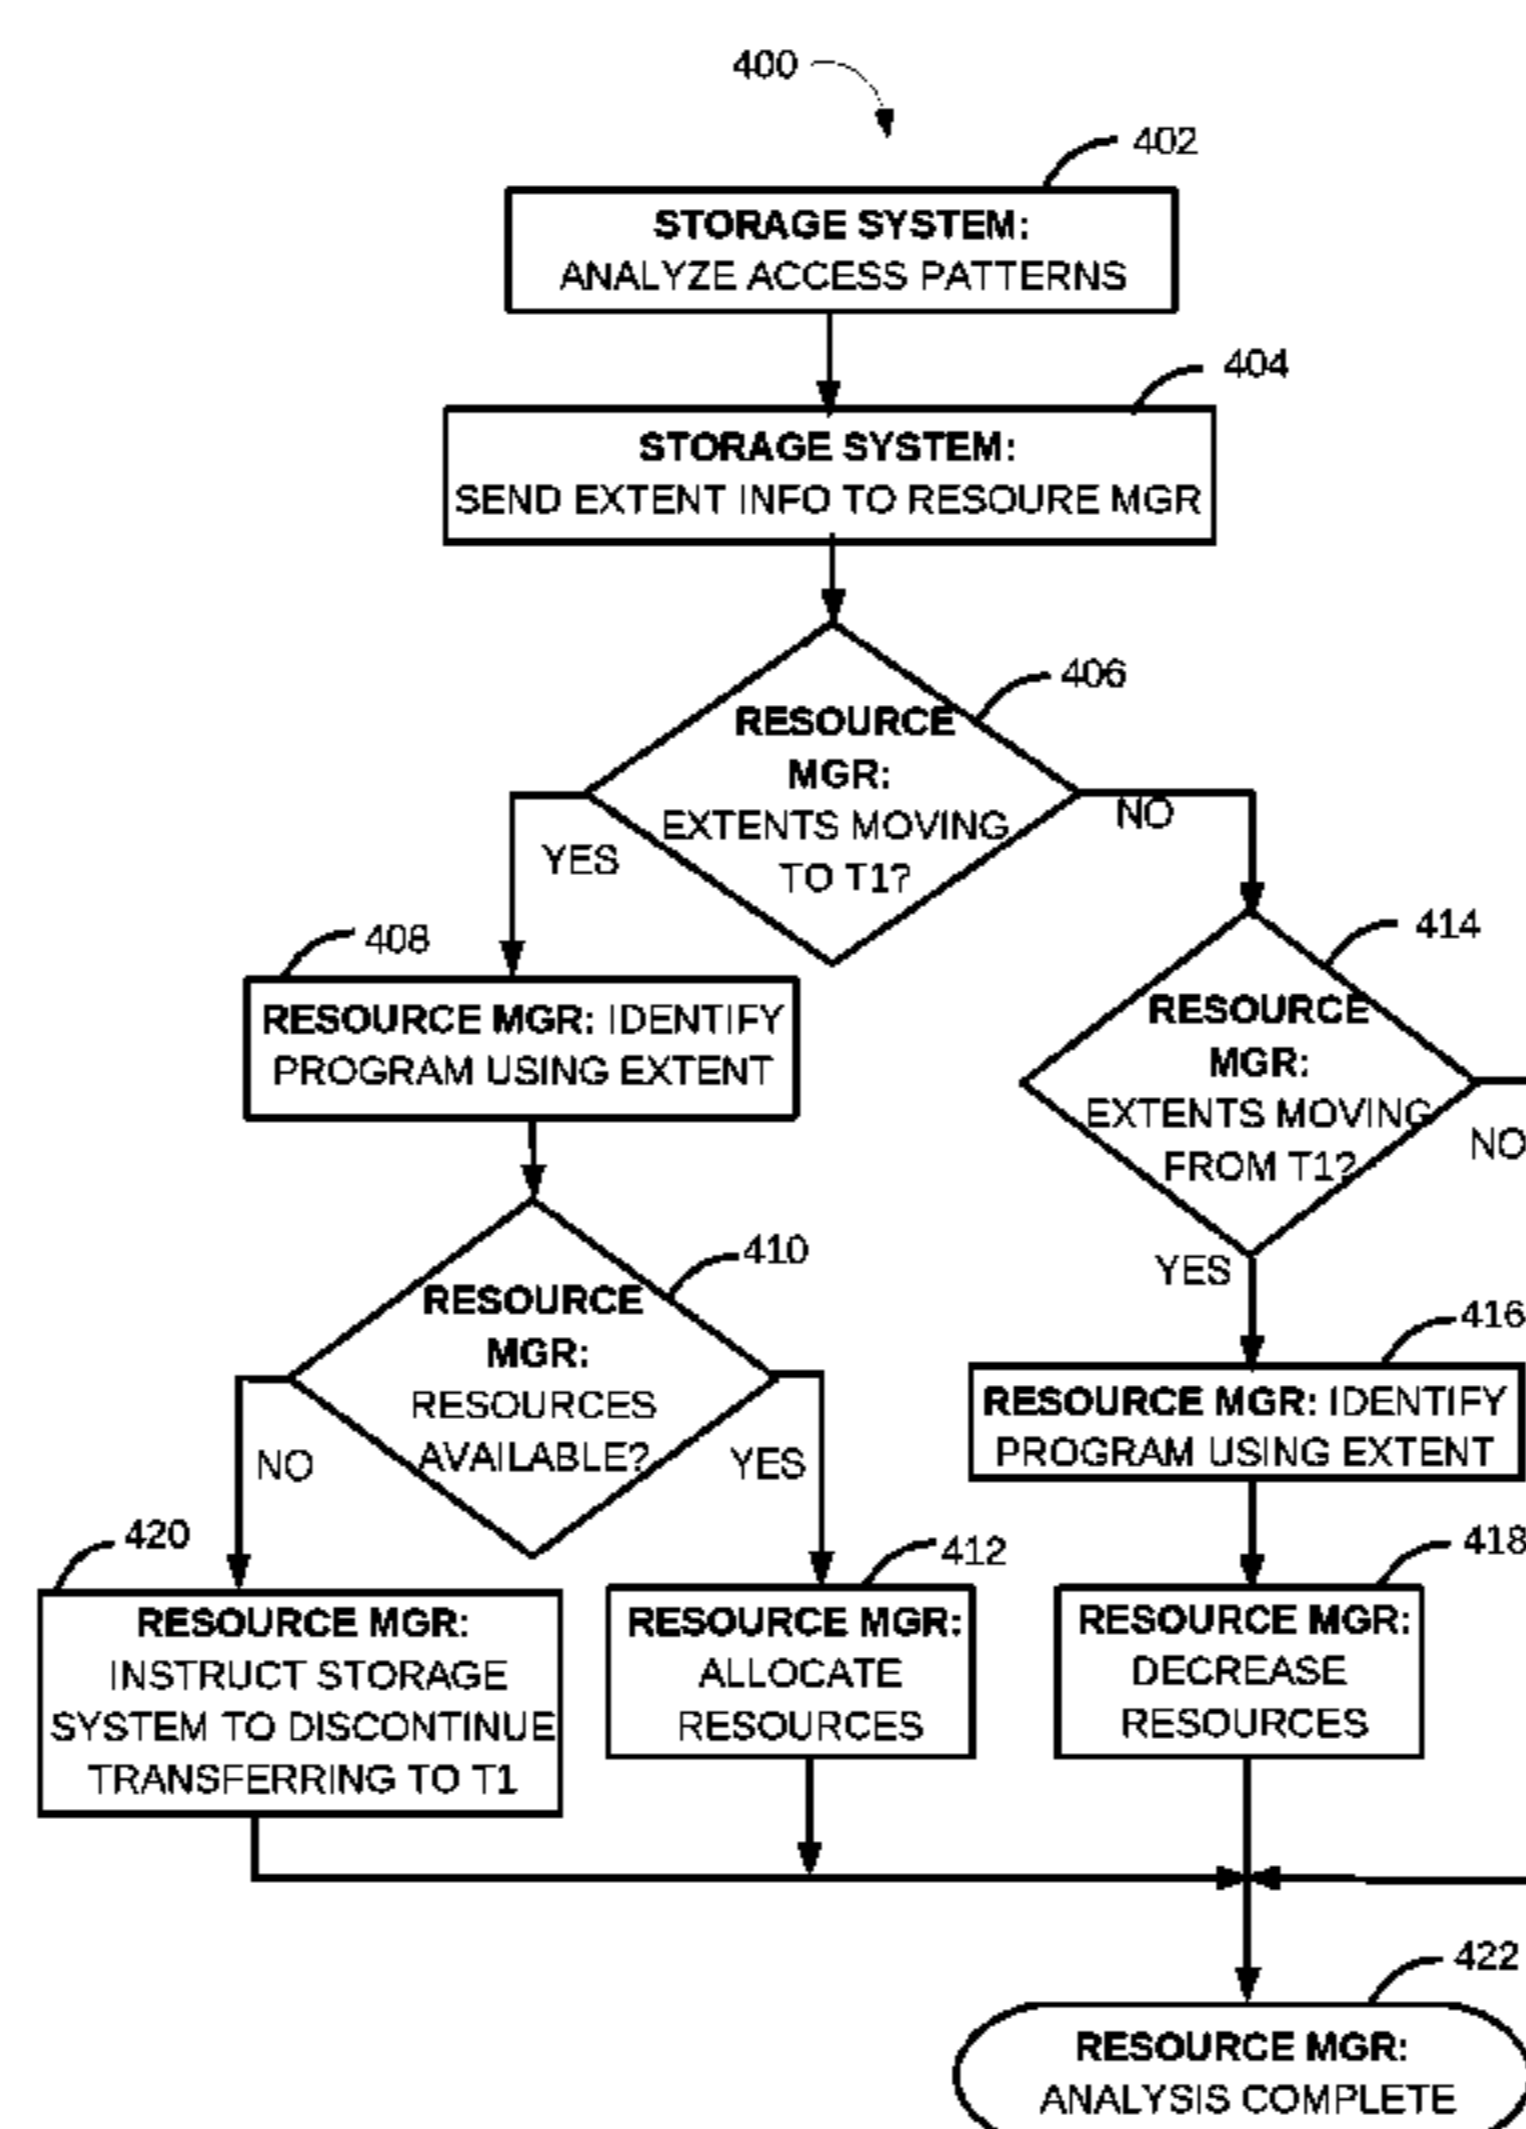 400
402
STORAGE SYSTEM:
ANALYZE ACCESS PATTERNS
404
STORAGE SYSTEM:
SEND EXTENT INFO TO RESOURE MGR
406
RESOURCE
MGR:
EXTENTS MOVING
TO T1?
YES
NO
408
RESOURCE MGR: IDENTIFY
PROGRAM USING EXTENT
414
RESOURCE
MGR:
EXTENTS MOVING
FROM T1?
NO
YES
410
RESOURCE
MGR:
RESOURCES
AVAILABLE?
NO
YES
416
RESOURCE MGR: IDENTIFY
PROGRAM USING EXTENT
420
RESOURCE MGR:
INSTRUCT STORAGE
SYSTEM TO DISCONTINUE
TRANSFERRING TO T1
412
RESOURCE MGR:
ALLOCATE
RESOURCES
418
RESOURCE MGR:
DECREASE
RESOURCES
422
RESOURCE MGR:
ANALYSIS COMPLETE